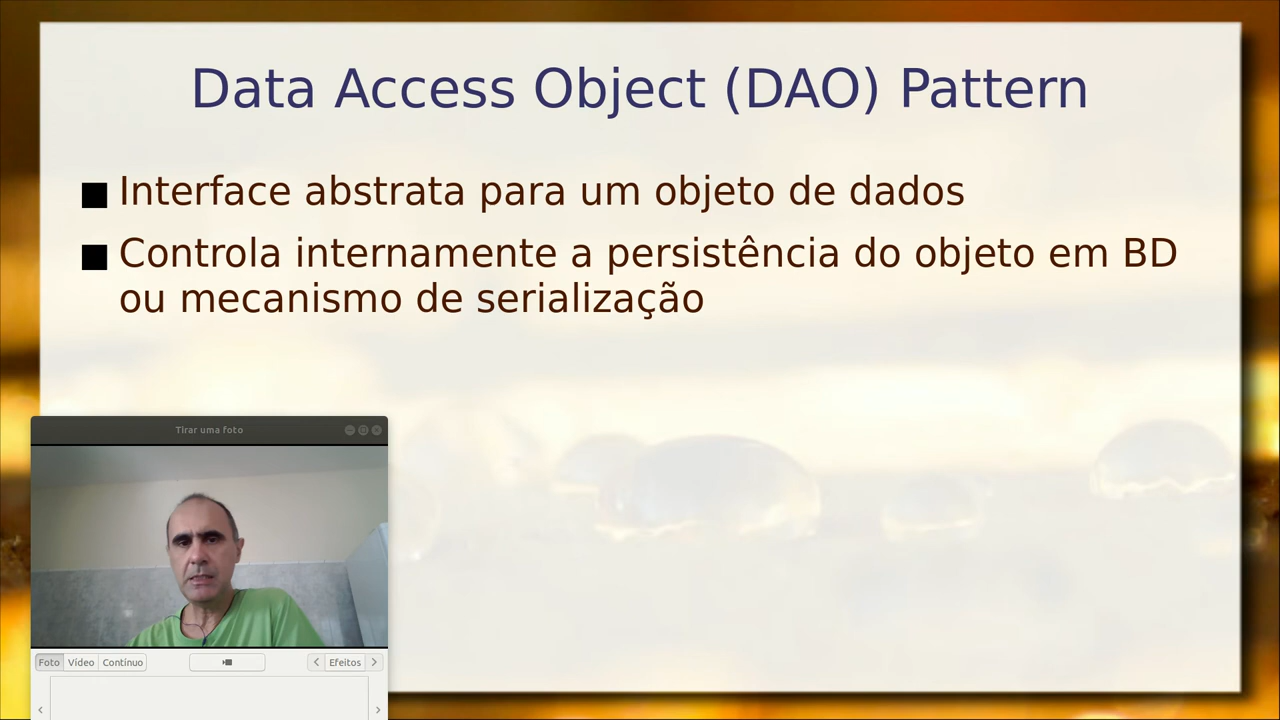 Data Access Object (DAO) Pattern
Interface abstrata para um objeto de dados
Controla internamente a persistência do objeto em BD
ou mecanismo de serialização
Tirar uma foto
Foto Vídeo Contínuo Efeitos